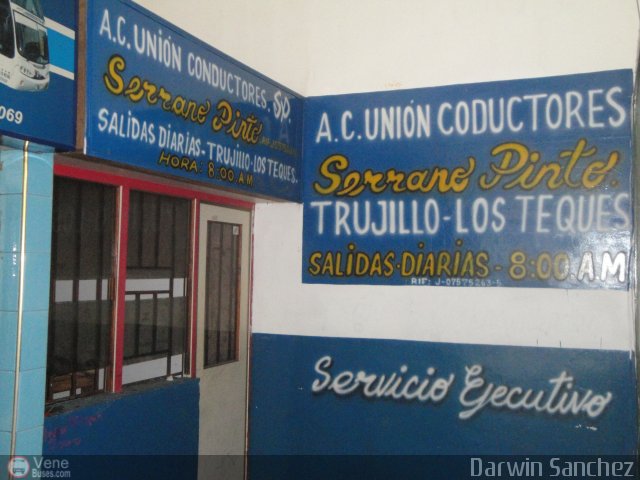 069
A.C. UNIÓN CONDUCTORES. S.P.
Serrano Pinto
SALIDAS DIARIAS-TRUJILLO-LOS TEQUES.
HORA: 8:00 AM
A.C. UNIÓN CODUCTORES
Serrano Pinto
TRUJILLO-LOS TEQUES
SALIDAS-DIARIAS-8:00 A.M
Servicio Ejecutivo
Vene
Buses.com
Darwin Sanchez